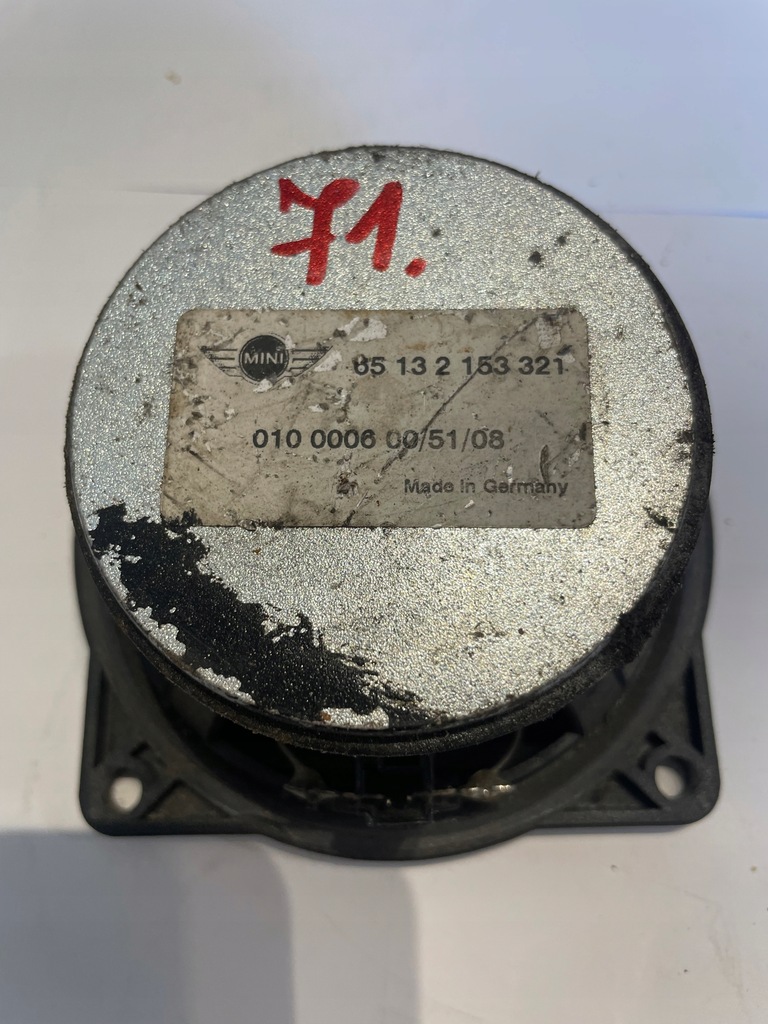 71.
MINI 65 13 2 153 321
010 0006 00/51/08
Made in Germany